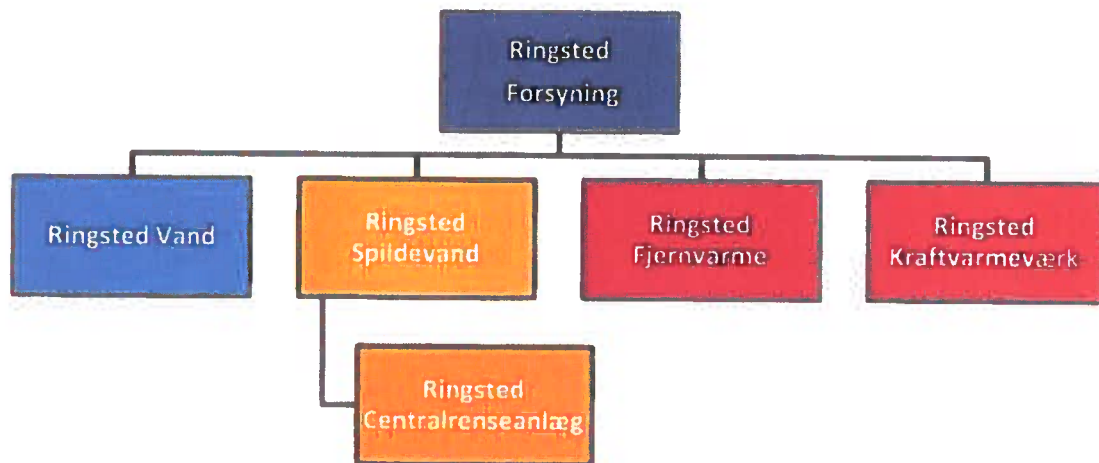 Ringsted
Forsyning
Ringsted Vand
Ringsted
Spildevand
Ringsted
Fjernvarme
Ringsted
Kraftvarmeværk
Ringsted
Centralrenseanlæg